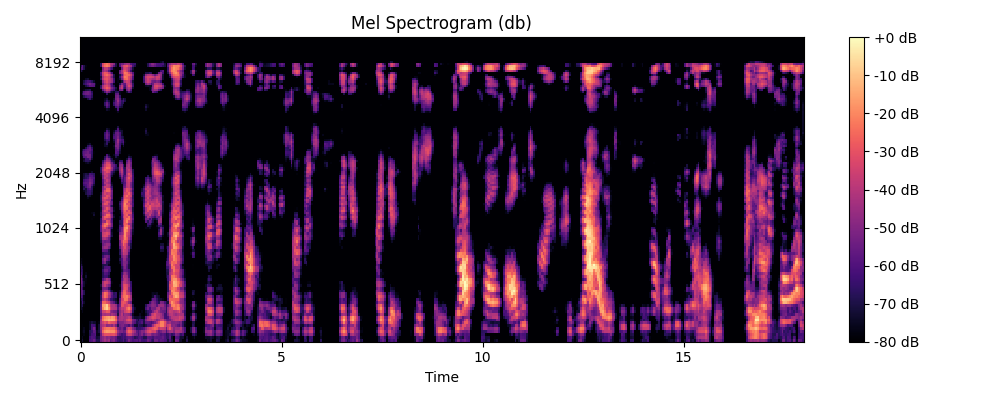 Mel Spectrogram (db)
+0 dB
8192
-10 dB
4096
-20 dB
-30 dB
2048
Hz
-40 dB
1024
-50 dB
-60 dB
512
-70 dB
0
-80 dB
0 5 10 15
Time